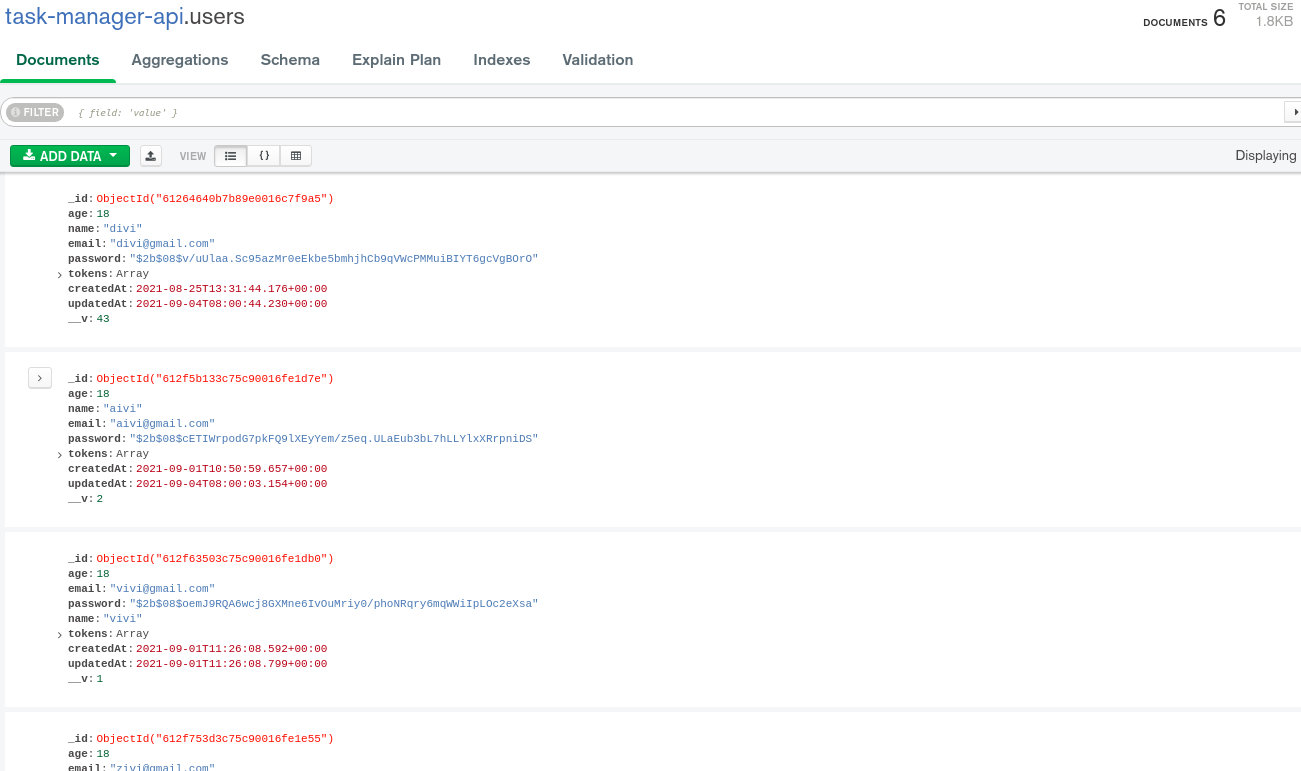 task-manager-api.users
DOCUMENTS 6
TOTAL SIZE
1.8KB
Documents Aggregations Schema Explain Plan Indexes Validation
FILTER { field: 'value' }
ADD DATA VIEW { } Displaying
_id: ObjectId("61264640b7b89e0016c7f9a5")
age: 18
name: "divi"
email: "divi@gmail.com"
password: "$2b$08$v/uUlaa.Sc95azMr0eEkbe5bmhjhCb9qVWcPMMuiBIYT6gcVgBOrO"
tokens: Array
createdAt: 2021-08-25T13:31:44.176+00:00
updatedAt: 2021-09-04T08:00:44.230+00:00
__v: 43
_id: ObjectId("612f5b133c75c90016fe1d7e")
age: 18
name: "aivi"
email: "aivi@gmail.com"
password: "$2b$08$cETIWrpodG7pkFQ9lXEyYem/z5eq.ULaEub3bL7hLLYlxXRrpniDS"
tokens: Array
createdAt: 2021-09-01T10:50:59.657+00:00
updatedAt: 2021-09-04T08:00:03.154+00:00
__v: 2
_id: ObjectId("612f63503c75c90016fe1db0")
age: 18
email: "vivi@gmail.com"
password: "$2b$08$oemJ9RQA6wcj8GXMne6IvOuMriy0/phoNRqry6mqWWiIpLOc2eXsa"
name: "vivi"
tokens: Array
createdAt: 2021-09-01T11:26:08.592+00:00
updatedAt: 2021-09-01T11:26:08.799+00:00
__v: 1
_id: ObjectId("612f753d3c75c90016fe1e55")
age: 18
email: "zivi@gmail.com"